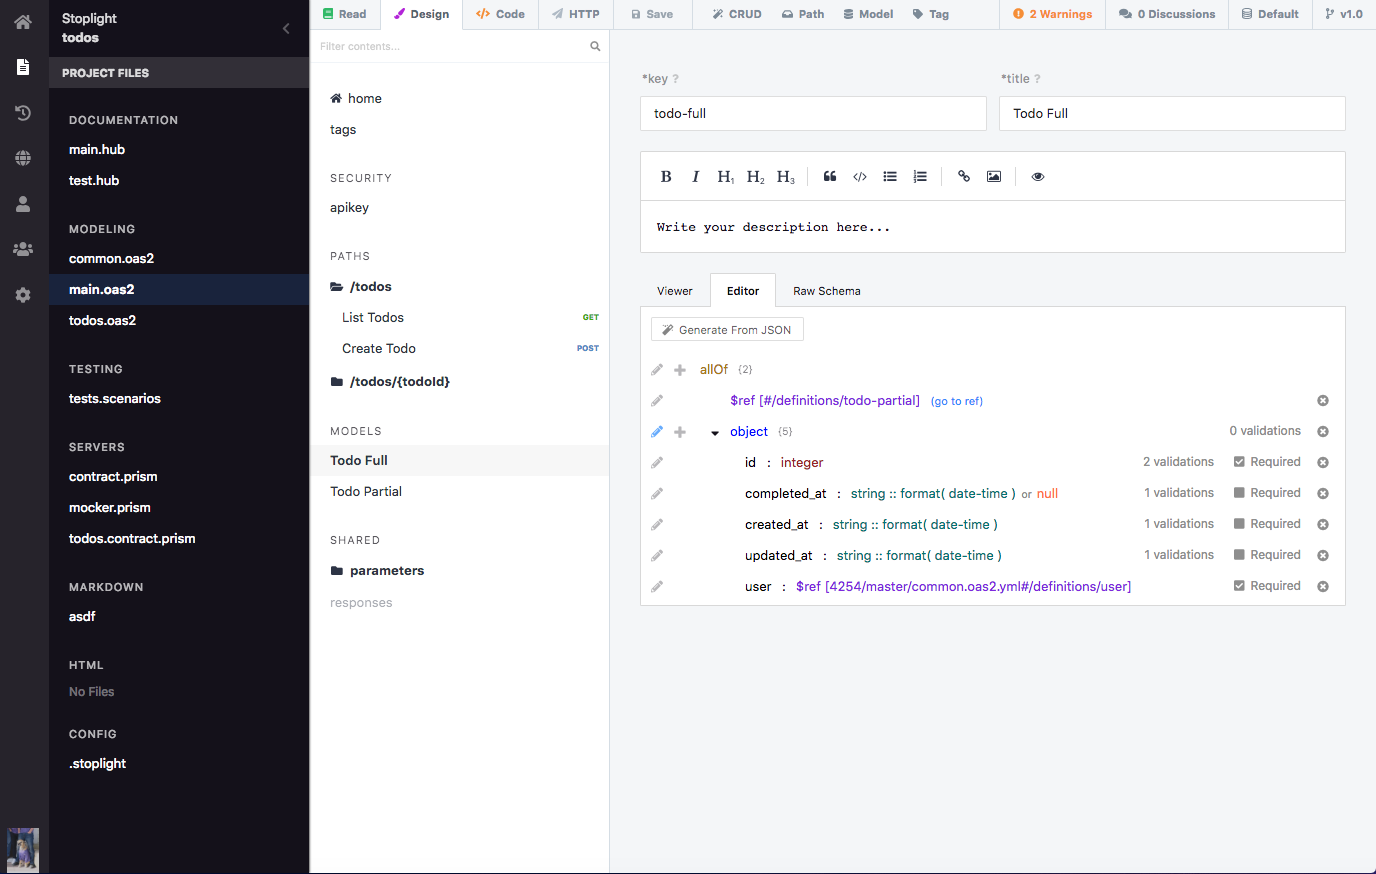 Stoplight
todos
PROJECT FILES
DOCUMENTATION
main.hub
test.hub
MODELING
common.oas2
main.oas2
todos.oas2
TESTING
tests.scenarios
SERVERS
contract.prism
mocker.prism
todos.contract.prism
MARKDOWN
asdf
HTML
No Files
CONFIG
.stoplight
Read Design Code HTTP Save CRUD Path Model Tag 2 Warnings 0 Discussions Default v1.0
Filter contents...
home
tags
SECURITY
apikey
PATHS
/todos
List Todos GET
Create Todo POST
/todos/{todoId}
MODELS
Todo Full
Todo Partial
SHARED
parameters
responses
*key ? *title ?
todo-full Todo Full
B I H1 H2 H3
Write your description here...
Viewer Editor Raw Schema
Generate From JSON
allOf {2}
$ref [#/definitions/todo-partial] (go to ref)
object {5} 0 validations
id : integer 2 validations Required
completed_at : string :: format( date-time ) or null 1 validations Required
created_at : string :: format( date-time ) 1 validations Required
updated_at : string :: format( date-time ) 1 validations Required
user : $ref [4254/master/common.oas2.yml#/definitions/user] Required